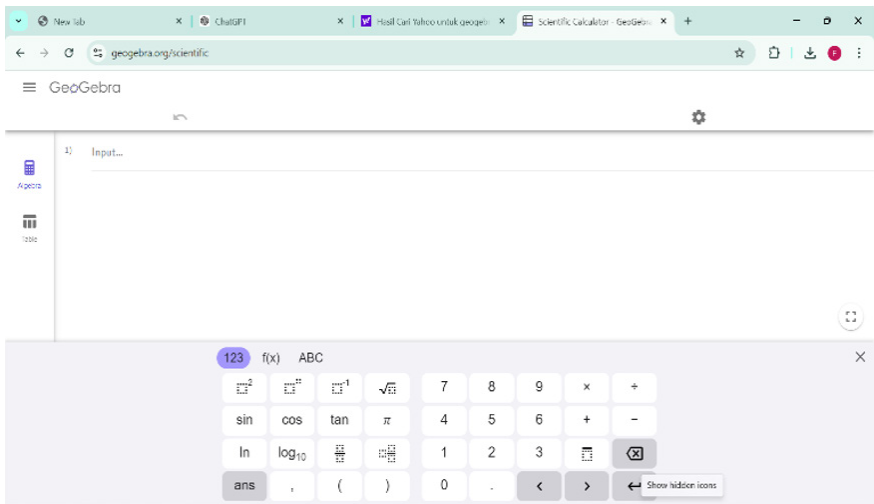 New Tab
ChatGPT
Hasil Cari Yahoo untuk geogeb
Scientific Calculator - GeoGebra
geogebra.org/scientific
GeoGebra
1) Input...
Algebra
Table
123 f(x) ABC
7 8 9 × ÷
sin cos tan π 4 5 6 + −
ln log10 1 2 3
ans , ( ) 0 . < >
Show hidden icons